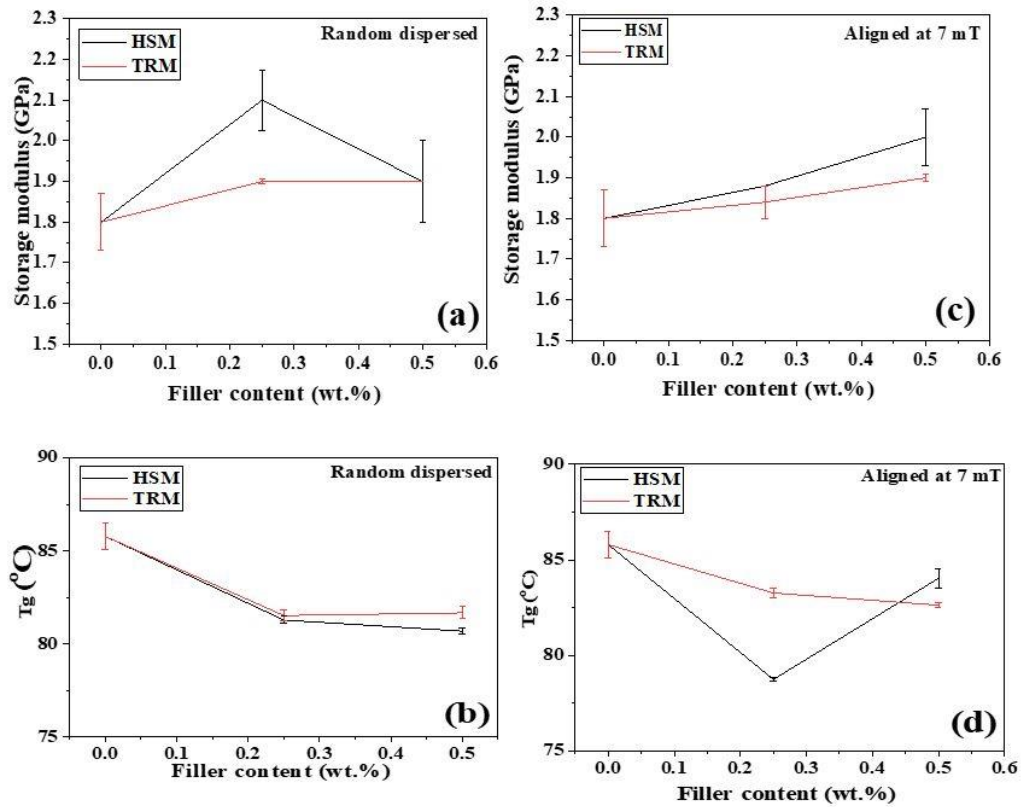 2.3
2.2
2.1
2.0
1.9
1.8
1.7
1.6
1.5
Storage modulus (GPa)
HSM
TRM
Random dispersed
(a)
0.0 0.1 0.2 0.3 0.4 0.5 0.6
Filler content (wt.%)
2.3
2.2
2.1
2.0
1.9
1.8
1.7
1.6
1.5
Storage modulus (GPa)
HSM
TRM
Aligned at 7 mT
(c)
0.0 0.1 0.2 0.3 0.4 0.5 0.6
Filler content (wt.%)
90
85
80
75
Tg (°C)
HSM
TRM
Random dispersed
(b)
0.0 0.1 0.2 0.3 0.4 0.5
Filler content (wt.%)
90
85
80
75
Tg (°C)
HSM
TRM
Aligned at 7 mT
(d)
0.0 0.1 0.2 0.3 0.4 0.5 0.6
Filler content (wt.%)